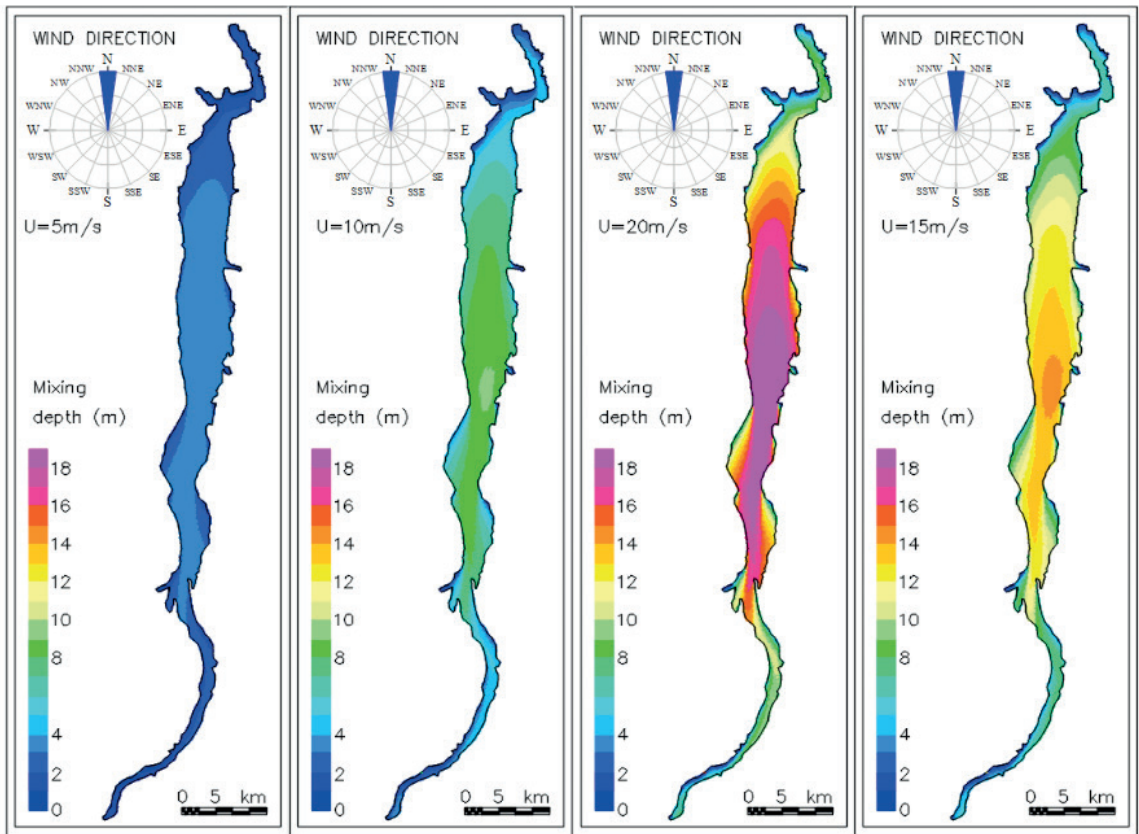 WIND DIRECTION
N
NNW NNE
NW NE
WNW ENE
W E
WSW ESE
SW SE
SSW SSE
S
U=5m/s
Mixing
depth (m)
18
16
14
12
10
8
4
2
0
0 5 km
WIND DIRECTION
N
NNW NNE
NW NE
WNW ENE
W E
WSW ESE
SW SE
SSW SSE
S
U=10m/s
Mixing
depth (m)
18
16
14
12
10
8
4
2
0
0 5 km
WIND DIRECTION
N
NNW NNE
NW NE
WNW ENE
W E
WSW ESE
SW SE
SSW SSE
S
U=20m/s
Mixing
depth (m)
18
16
14
12
10
8
4
2
0
0 5 km
WIND DIRECTION
N
NNW NNE
NW NE
WNW ENE
W E
WSW ESE
SW SE
SSW SSE
S
U=15m/s
Mixing
depth (m)
18
16
14
12
10
8
4
2
0
0 5 km